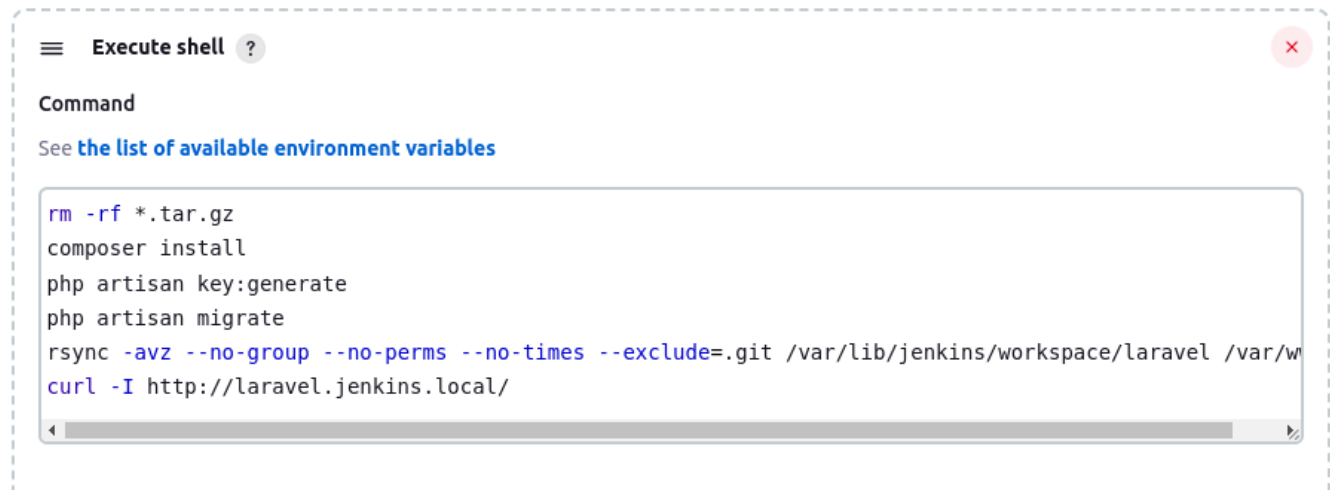 Execute shell ?
Command
See the list of available environment variables
rm -rf *.tar.gz
composer install
php artisan key:generate
php artisan migrate
rsync -avz --no-group --no-perms --no-times --exclude=.git /var/lib/jenkins/workspace/laravel
curl -I http://laravel.jenkins.local/